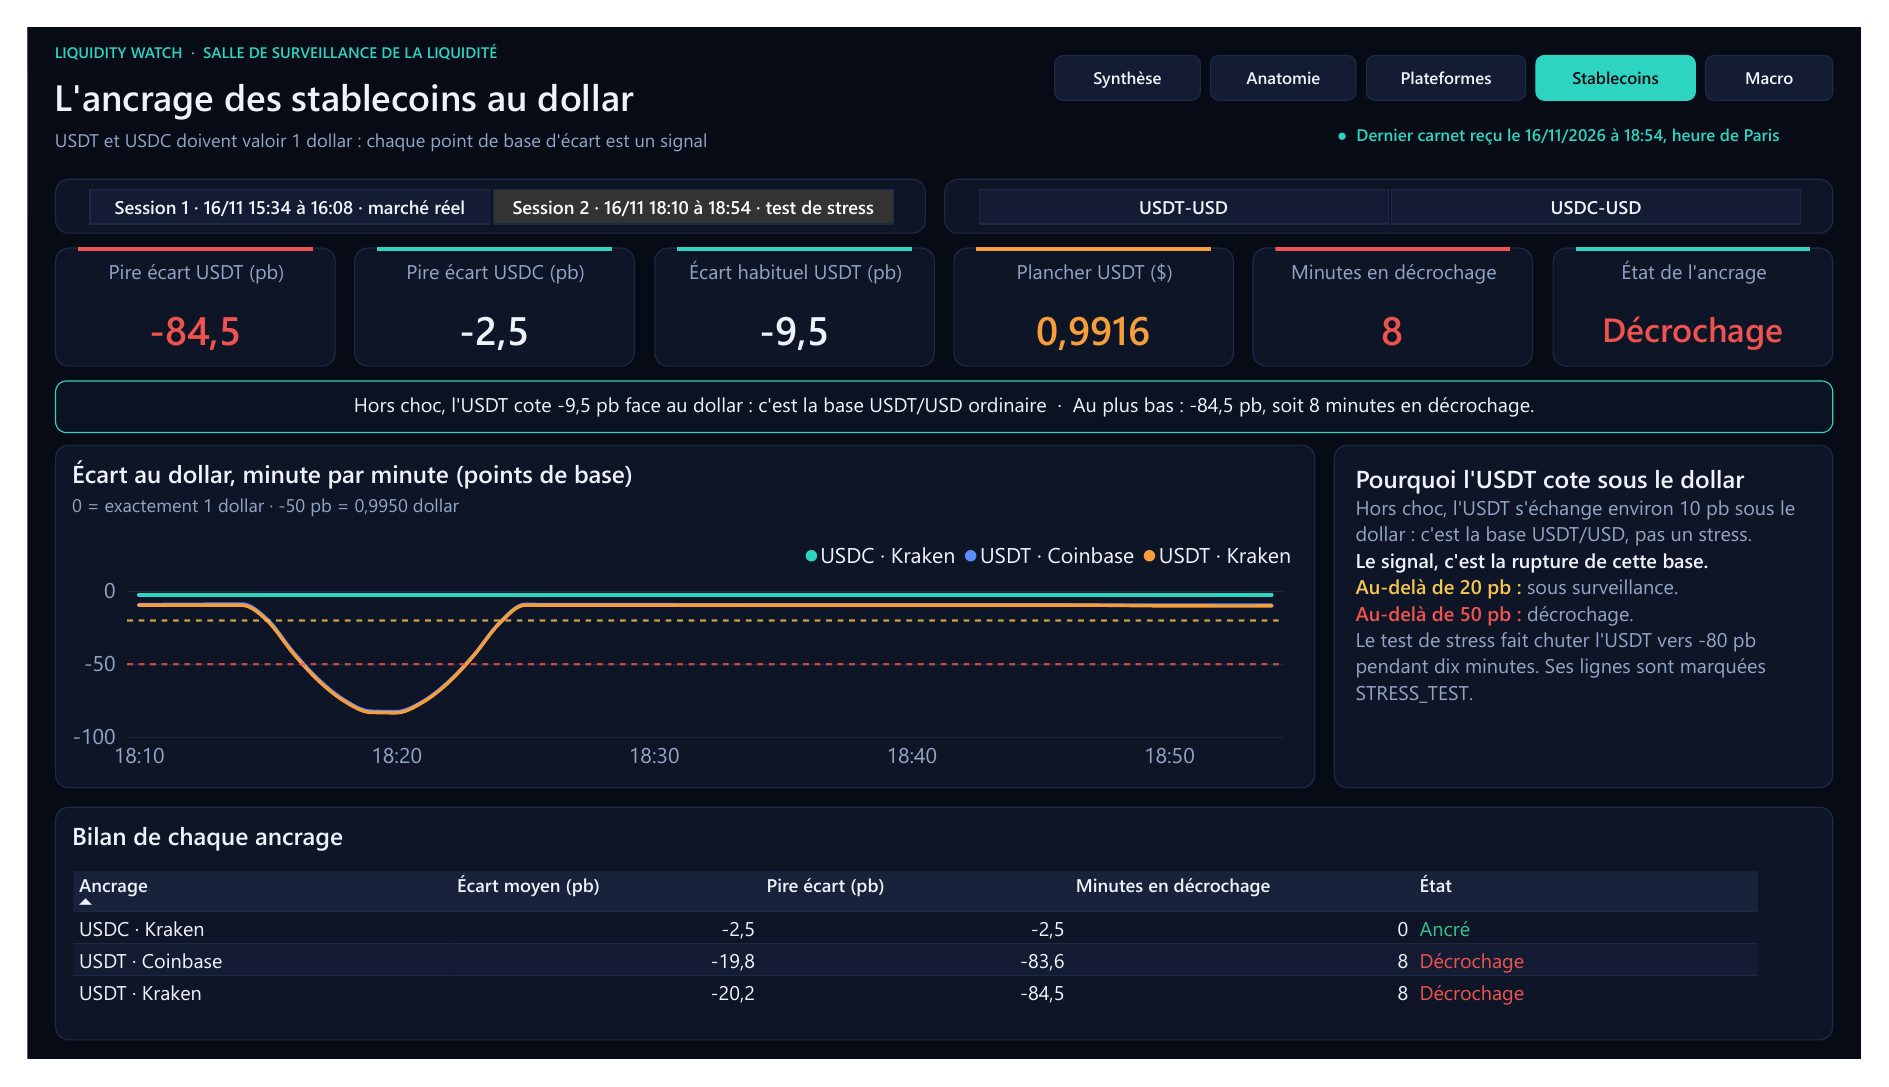 LIQUIDITY WATCH · SALLE DE SURVEILLANCE DE LA LIQUIDITÉ
L'ancrage des stablecoins au dollar
USDT et USDC doivent valoir 1 dollar : chaque point de base d'écart est un signal
Synthèse
Anatomie
Plateformes
Stablecoins
Macro
● Dernier carnet reçu le 16/11/2026 à 18:54, heure de Paris
Session 1 · 16/11 15:34 à 16:08 · marché réel
Session 2 · 16/11 18:10 à 18:54 · test de stress
USDT-USD
USDC-USD
Pire écart USDT (pb)
-84,5
Pire écart USDC (pb)
-2,5
Écart habituel USDT (pb)
-9,5
Plancher USDT ($)
0,9916
Minutes en décrochage
8
État de l'ancrage
Décrochage
Hors choc, l'USDT cote -9,5 pb face au dollar : c'est la base USDT/USD ordinaire · Au plus bas : -84,5 pb, soit 8 minutes en décrochage.
Écart au dollar, minute par minute (points de base)
0 = exactement 1 dollar · -50 pb = 0,9950 dollar
USDC · Kraken
USDT · Coinbase
USDT · Kraken
0
-50
-100
18:10
18:20
18:30
18:40
18:50
Pourquoi l'USDT cote sous le dollar
Hors choc, l'USDT s'échange environ 10 pb sous le
dollar : c'est la base USDT/USD, pas un stress.
Le signal, c'est la rupture de cette base.
Au-delà de 20 pb : sous surveillance.
Au-delà de 50 pb : décrochage.
Le test de stress fait chuter l'USDT vers -80 pb
pendant dix minutes. Ses lignes sont marquées
STRESS_TEST.
Bilan de chaque ancrage
Ancrage Écart moyen (pb) Pire écart (pb) Minutes en décrochage État
USDC · Kraken -2,5 -2,5 0 Ancré
USDT · Coinbase -19,8 -83,6 8 Décrochage
USDT · Kraken -20,2 -84,5 8 Décrochage